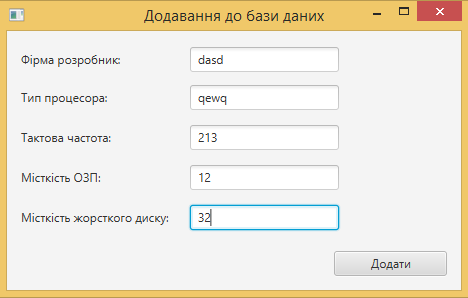 Додавання до бази даних
Фірма розробник: dasd
Тип процесора: qewq
Тактова частота: 213
Місткість ОЗП: 12
Місткість жорсткого диску: 32
Додати